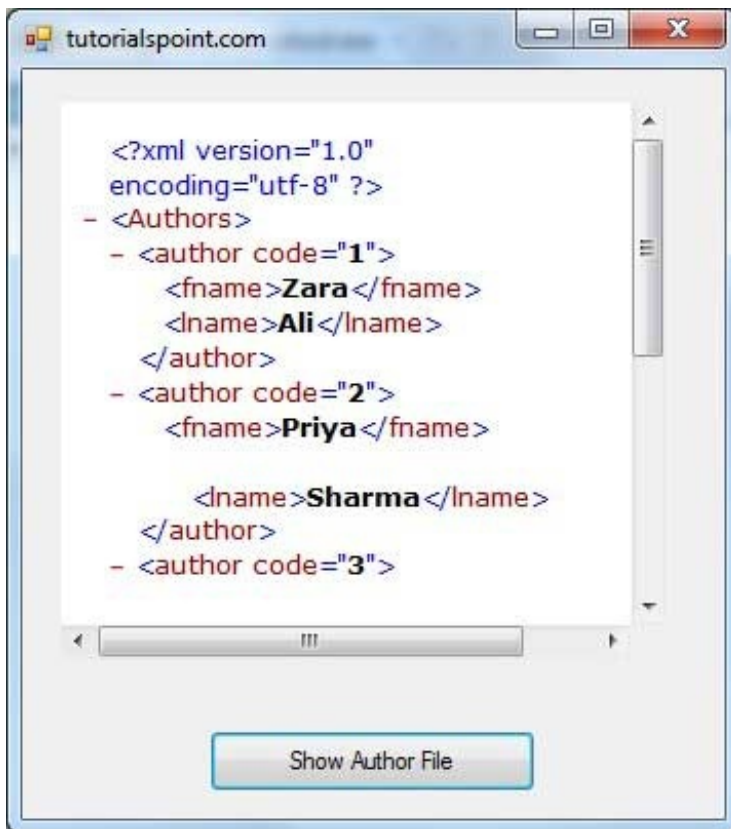 tutorialspoint.com
<?xml version="1.0"
encoding="utf-8" ?>
– <Authors>
– <author code="1">
<fname>Zara</fname>
<lname>Ali</lname>
</author>
– <author code="2">
<fname>Priya</fname>
<lname>Sharma</lname>
</author>
– <author code="3">
Show Author File